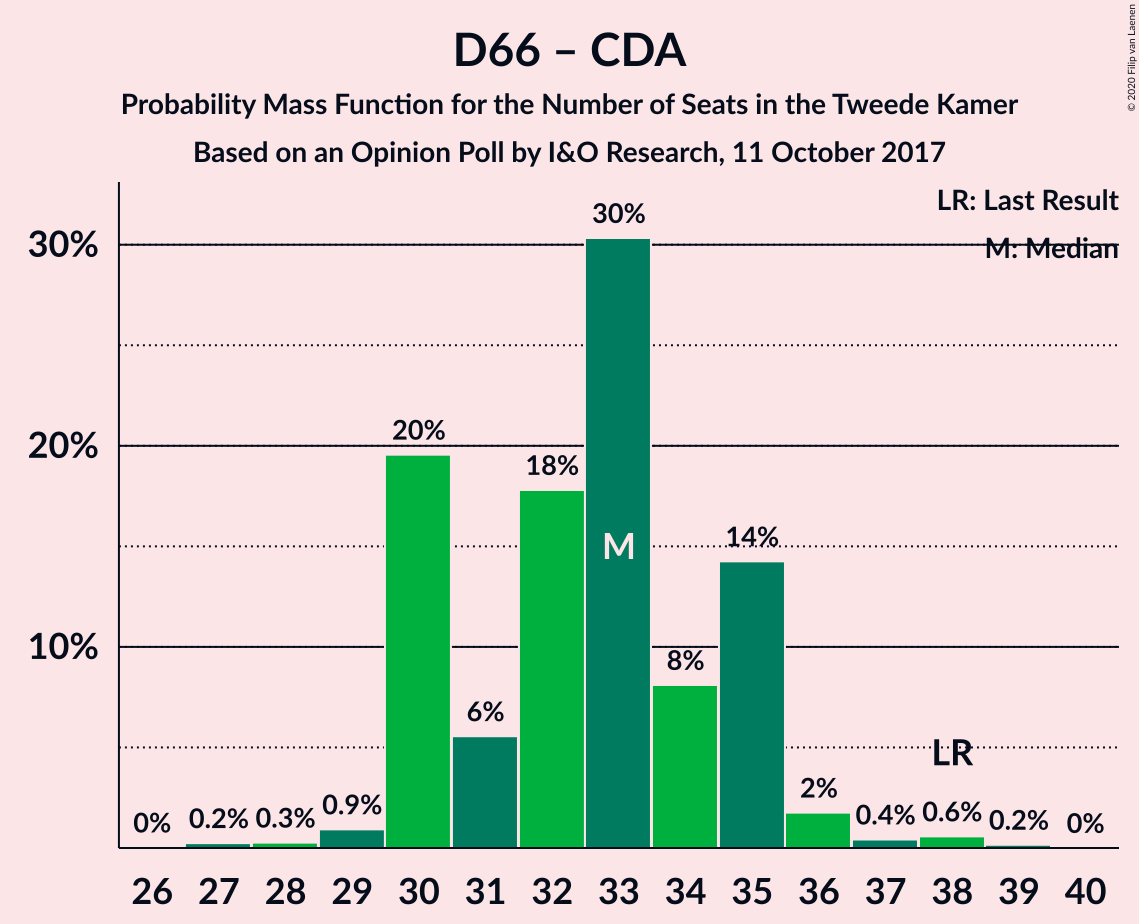 D66 – CDA
Probability Mass Function for the Number of Seats in the Tweede Kamer
Based on an Opinion Poll by I&O Research, 11 October 2017
© 2020 Filip van Laenen
LR: Last Result
M: Median
30%
20%
10%
0%
0.2%
0.3%
0.9%
20%
6%
18%
30%
M
8%
14%
2%
0.4%
LR
0.6%
0.2%
0%
26 27 28 29 30 31 32 33 34 35 36 37 38 39 40